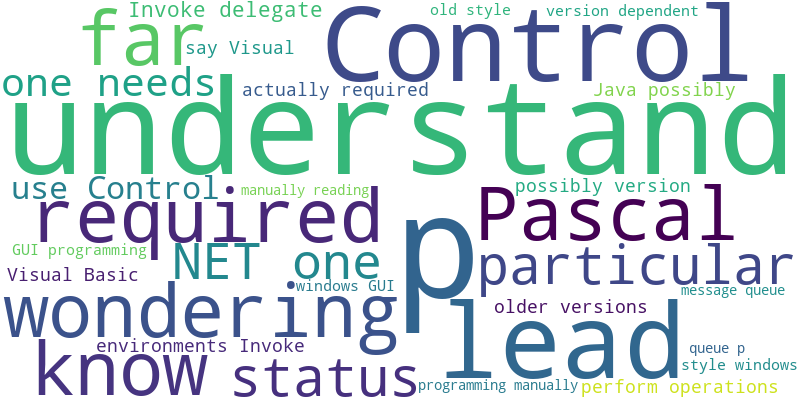 Invoke delegate
old style
version dependent
far
say Visual
Control
one needs
actually required
Java possibly
understand
use Control
manually reading
possibly version
required
p
Pascal
GUI programming
NET one
particular
Visual Basic
windows GUI
message queue
wondering
older versions
lead
know
environments Invoke
queue p
status
style windows
programming manually
perform operations